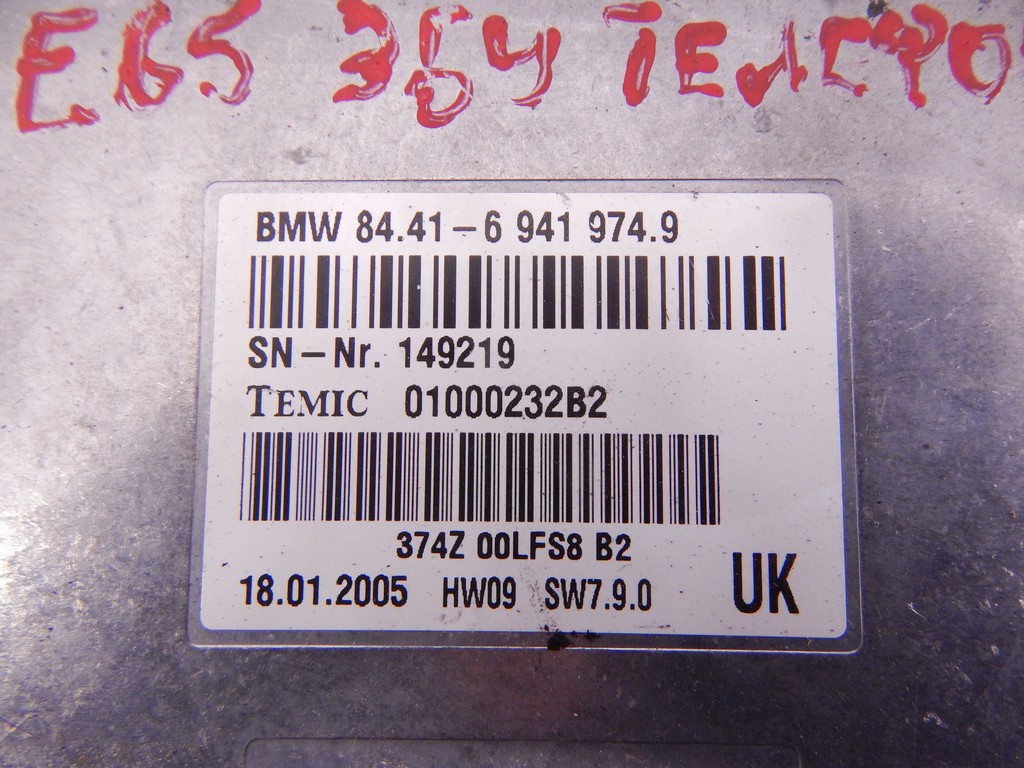 E65 ЭБУ ТЕЛЕФО
BMW 84.41-6 941 974.9
SN-Nr. 149219
TEMIC 01000232B2
374Z 00LFS8 B2
18.01.2005 HW09 SW7.9.0 UK